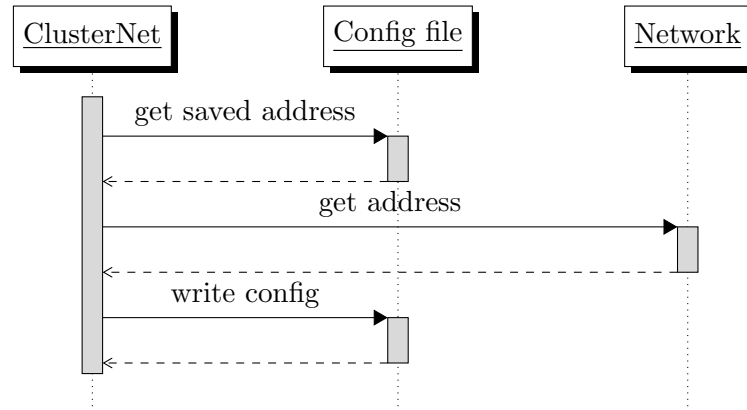 ClusterNet
Config file
Network
get saved address
get address
write config